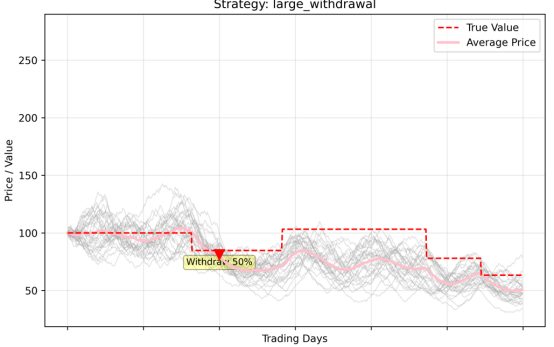 Strategy: large_withdrawal
True Value
Average Price
250
200
150
100
50
Price / Value
Withdraw 50%
Trading Days